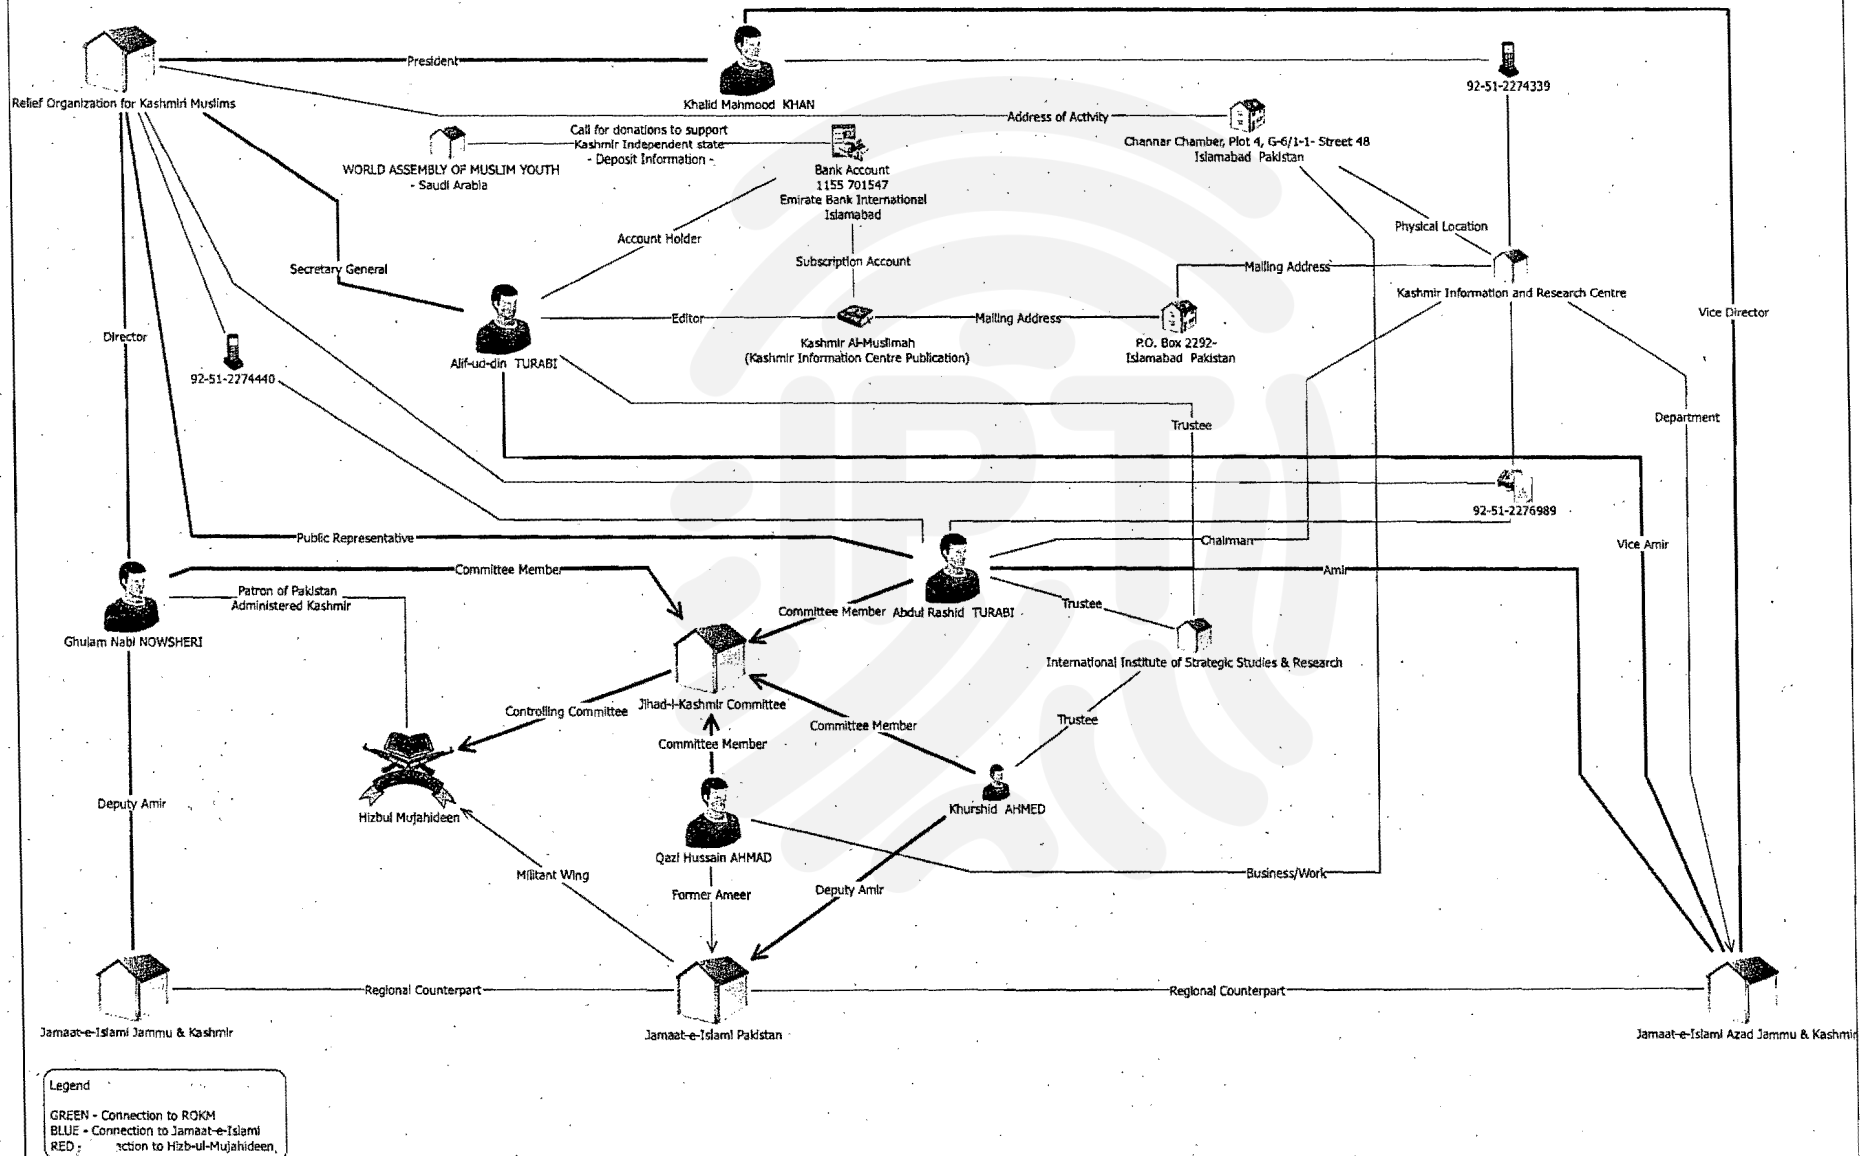 President
Khalid Mahmood KHAN
92-51-2274339
Relief Organization for Kashmiri Muslims
Address of Activity
Channar Chamber, Plot 4, G-6/1-1- Street 48
Islamabad Pakistan
Call for donations to support
Kashmir Independent state
- Deposit Information -
WORLD ASSEMBLY OF MUSLIM YOUTH
- Saudi Arabia
Bank Account
1155 701547
Emirate Bank International
Islamabad
Account Holder
Physical Location
Subscription Account
Secretary General
Mailing Address
Kashmir Information and Research Centre
Vice Director
Director
Editor
Mailing Address
Kashmir Al-Muslimah
(Kashmir Information Centre Publication)
P.O. Box 2292-
Islamabad Pakistan
Alif-ud-din TURABI
92-51-2274440
Department
Trustee
IPT
92-51-2276989
Public Representative
Chairman
Vice Amir
Committee Member
Amir
Patron of Pakistan
Administered Kashmir
Trustee
Committee Member
Abdul Rashid TURABI
Ghulam Nabi NOWSHERI
International Institute of Strategic Studies & Research
Jihad-I-Kashmir Committee
Controlling Committee
Trustee
Committee Member
Committee Member
Deputy Amir
Hizbul Mujahideen
Khurshid AHMED
Qazi Hussain AHMAD
Militant Wing
Business/Work
Deputy Amir
Former Ameer
Regional Counterpart
Regional Counterpart
Jamaat-e-Islami Jammu & Kashmir
Jamaat-e-Islami Pakistan
Jamaat-e-Islami Azad Jammu & Kashmir
Legend
GREEN - Connection to ROKM
BLUE - Connection to Jamaat-e-Islami
RED - ction to Hizb-ul-Mujahideen